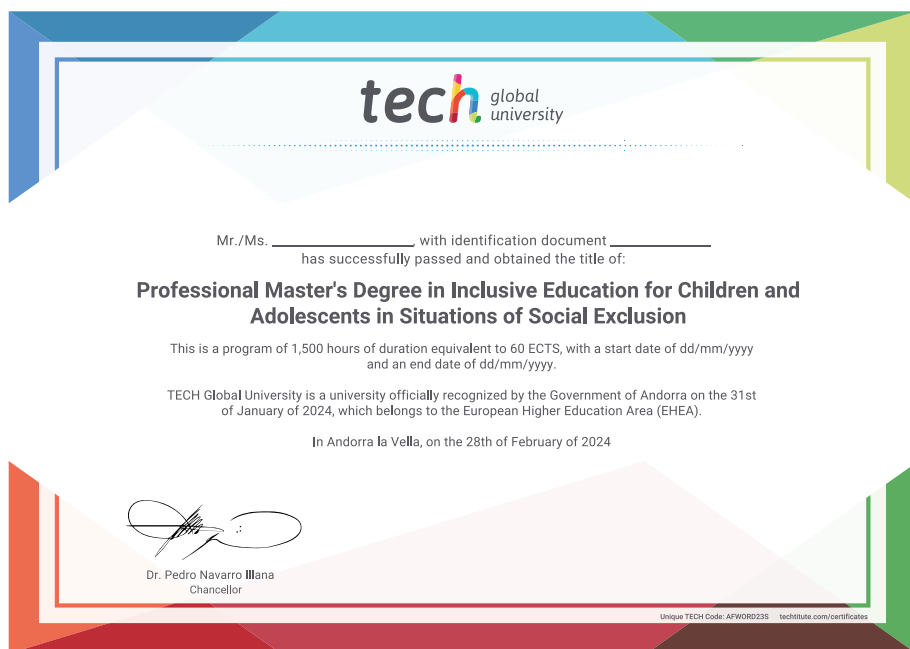 tech global
university
Mr./Ms. ____________, with identification document ____________
has successfully passed and obtained the title of:
Professional Master's Degree in Inclusive Education for Children and
Adolescents in Situations of Social Exclusion
This is a program of 1,500 hours of duration equivalent to 60 ECTS, with a start date of dd/mm/yyyy
and an end date of dd/mm/yyyy.
TECH Global University is a university officially recognized by the Government of Andorra on the 31st
of January of 2024, which belongs to the European Higher Education Area (EHEA).
In Andorra la Vella, on the 28th of February of 2024
Dr. Pedro Navarro Illana
Chancellor
Unique TECH Code: AFWORD23S techtitute.com/certificates